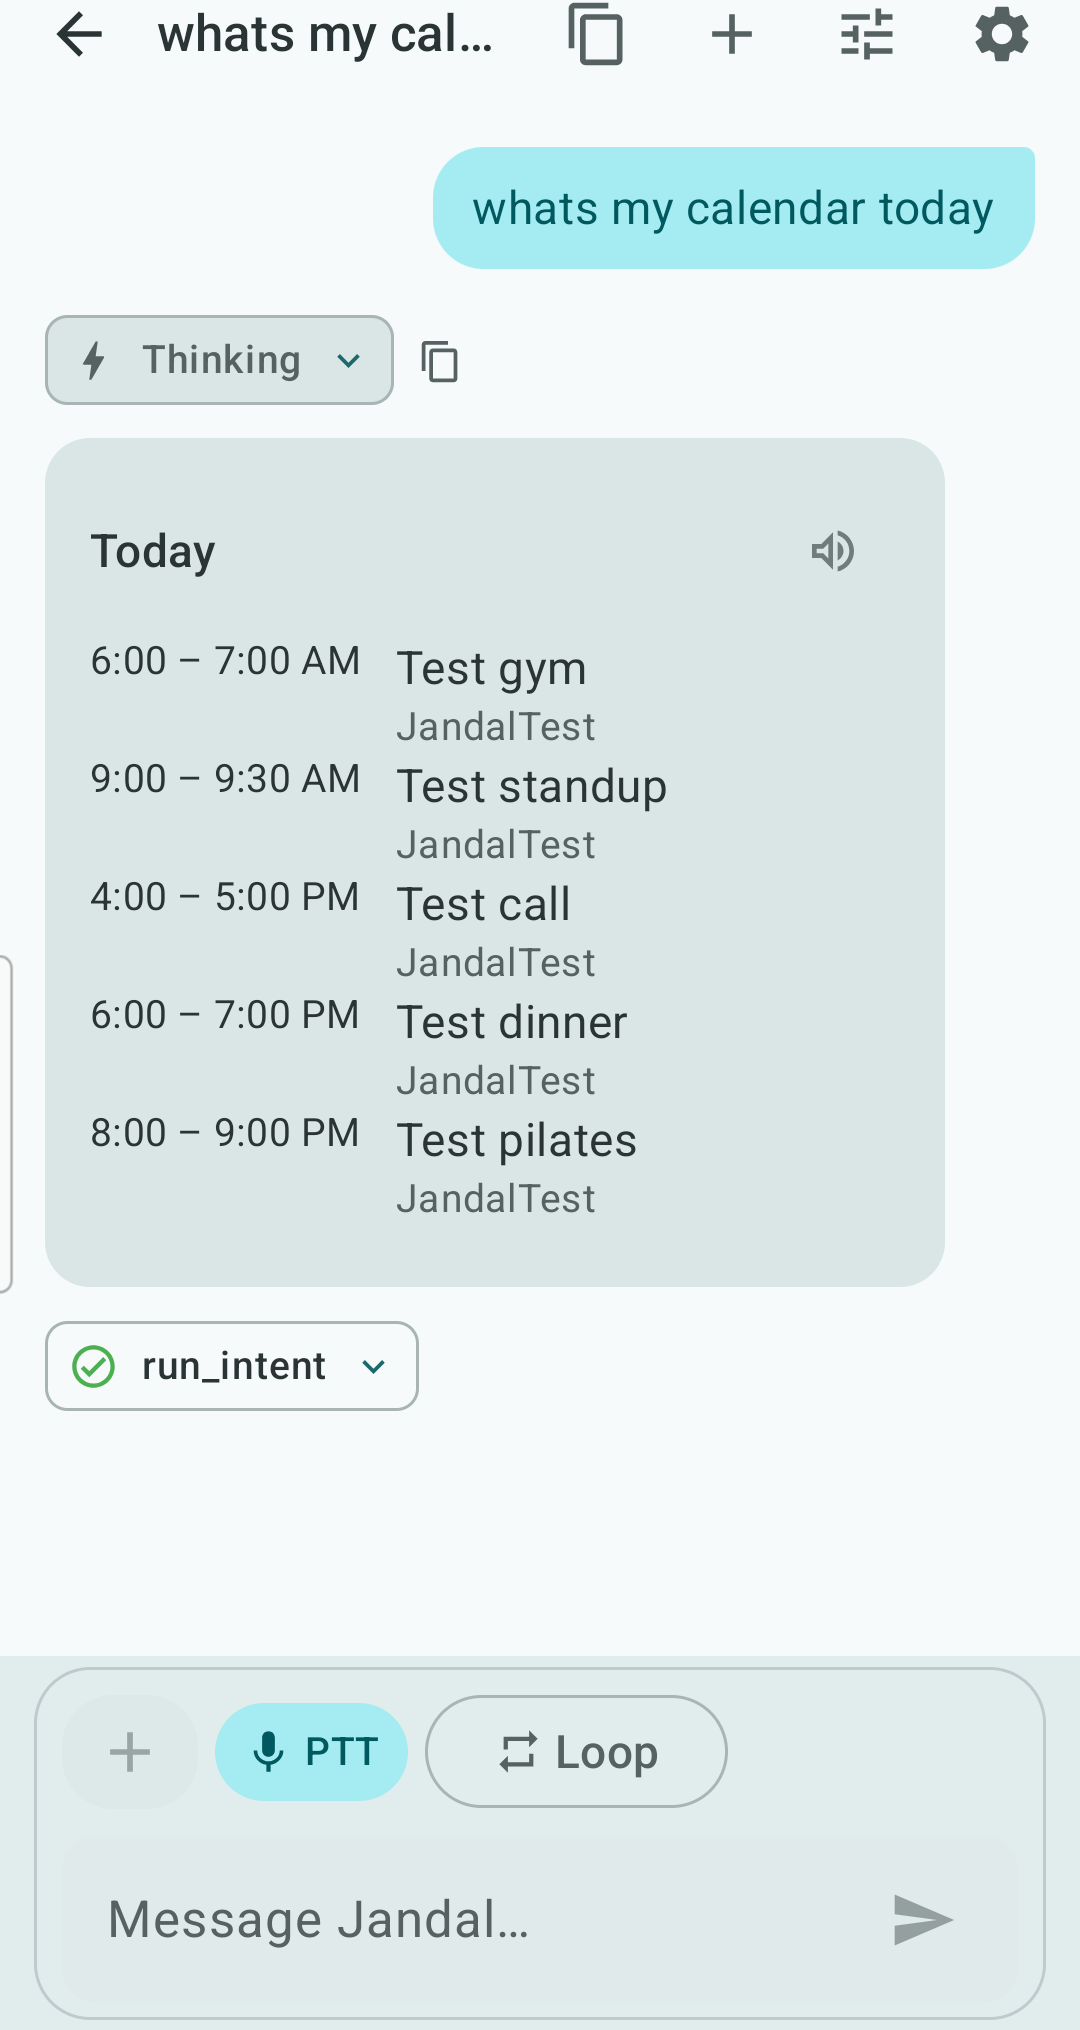 whats my cal…
whats my calendar today
Thinking
Today
6:00 – 7:00 AM Test gym
JandalTest
9:00 – 9:30 AM Test standup
JandalTest
4:00 – 5:00 PM Test call
JandalTest
6:00 – 7:00 PM Test dinner
JandalTest
8:00 – 9:00 PM Test pilates
JandalTest
run_intent
PTT Loop
Message Jandal…